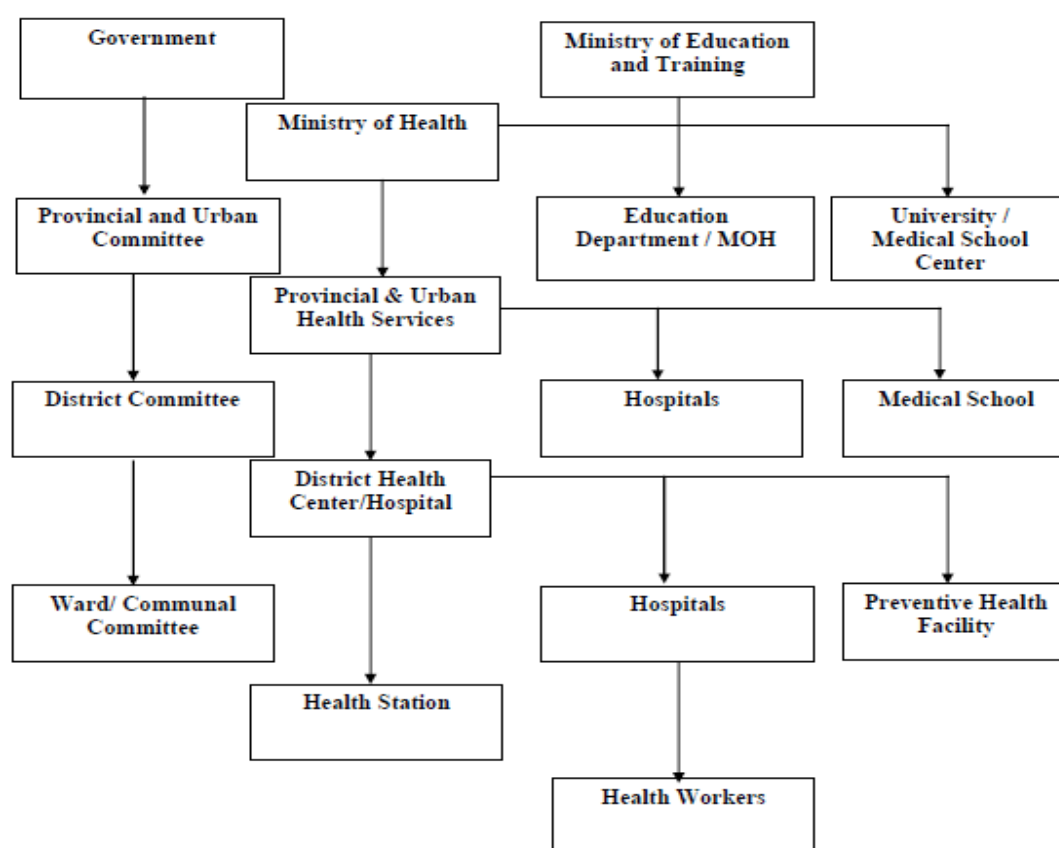 Government
Ministry of Education
and Training
Ministry of Health
Provincial and Urban
Committee
Education
Department / MOH
University /
Medical School
Center
Provincial & Urban
Health Services
District Committee
Hospitals
Medical School
District Health
Center/Hospital
Ward/ Communal
Committee
Hospitals
Preventive Health
Facility
Health Station
Health Workers